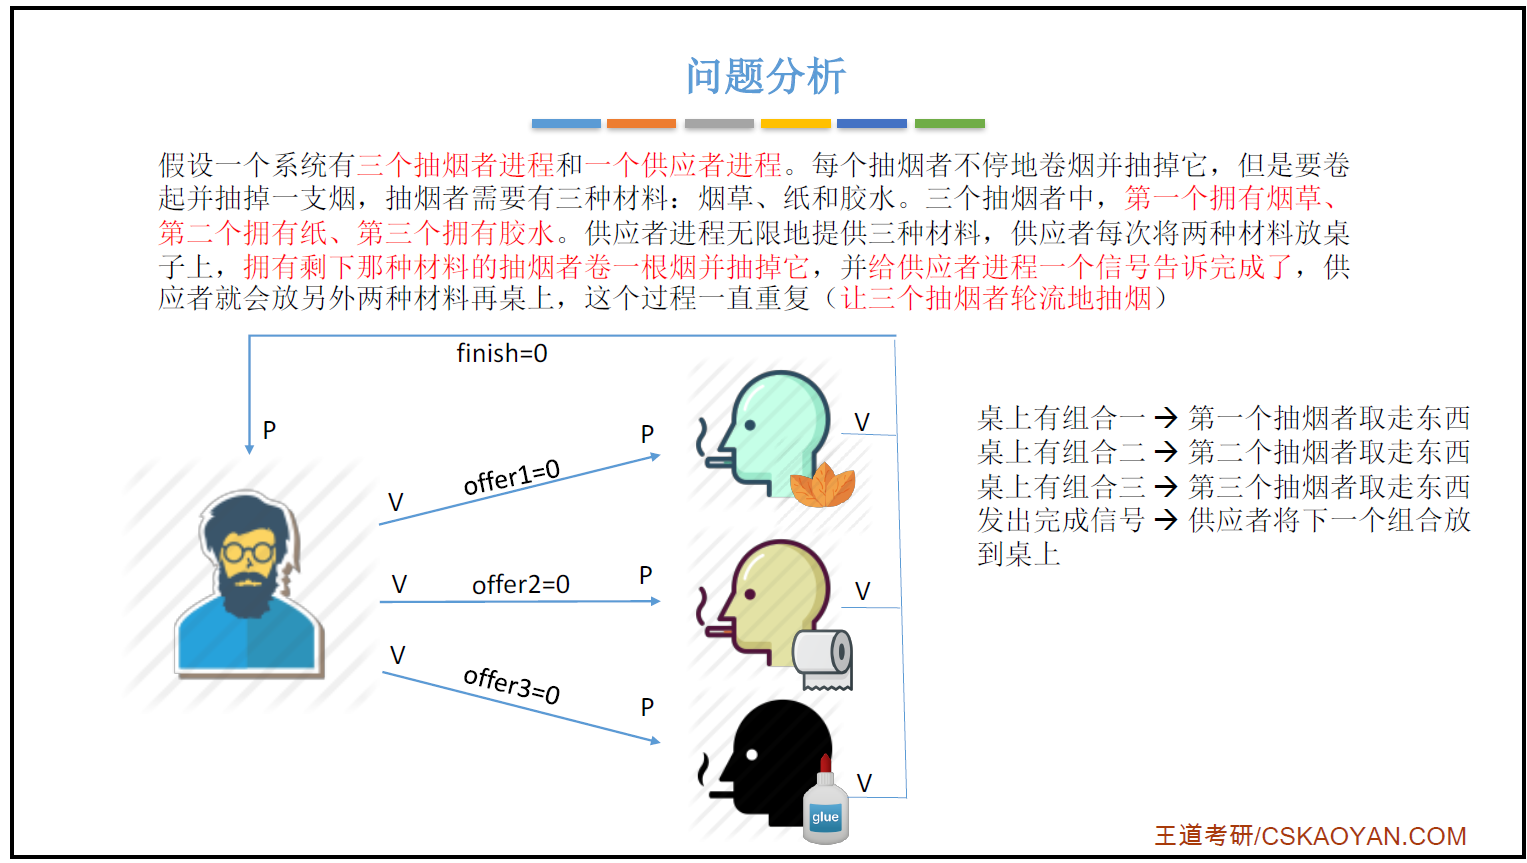 问题分析
假设一个系统有三个抽烟者进程和一个供应者进程。每个抽烟者不停地卷烟并抽掉它，但是要卷
起并抽掉一支烟，抽烟者需要有三种材料：烟草、纸和胶水。三个抽烟者中，第一个拥有烟草、
第二个拥有纸、第三个拥有胶水。供应者进程无限地提供三种材料，供应者每次将两种材料放桌
子上，拥有剩下那种材料的抽烟者卷一根烟并抽掉它，并给供应者进程一个信号告诉完成了，供
应者就会放另外两种材料再桌上，这个过程一直重复（让三个抽烟者轮流地抽烟）
finish=0
P
V
offer1=0
P
V
V
offer2=0
P
V
V
offer3=0
P
V
glue
桌上有组合一 → 第一个抽烟者取走东西
桌上有组合二 → 第二个抽烟者取走东西
桌上有组合三 → 第三个抽烟者取走东西
发出完成信号 → 供应者将下一个组合放
到桌上
王道考研/CSKAOYAN.COM